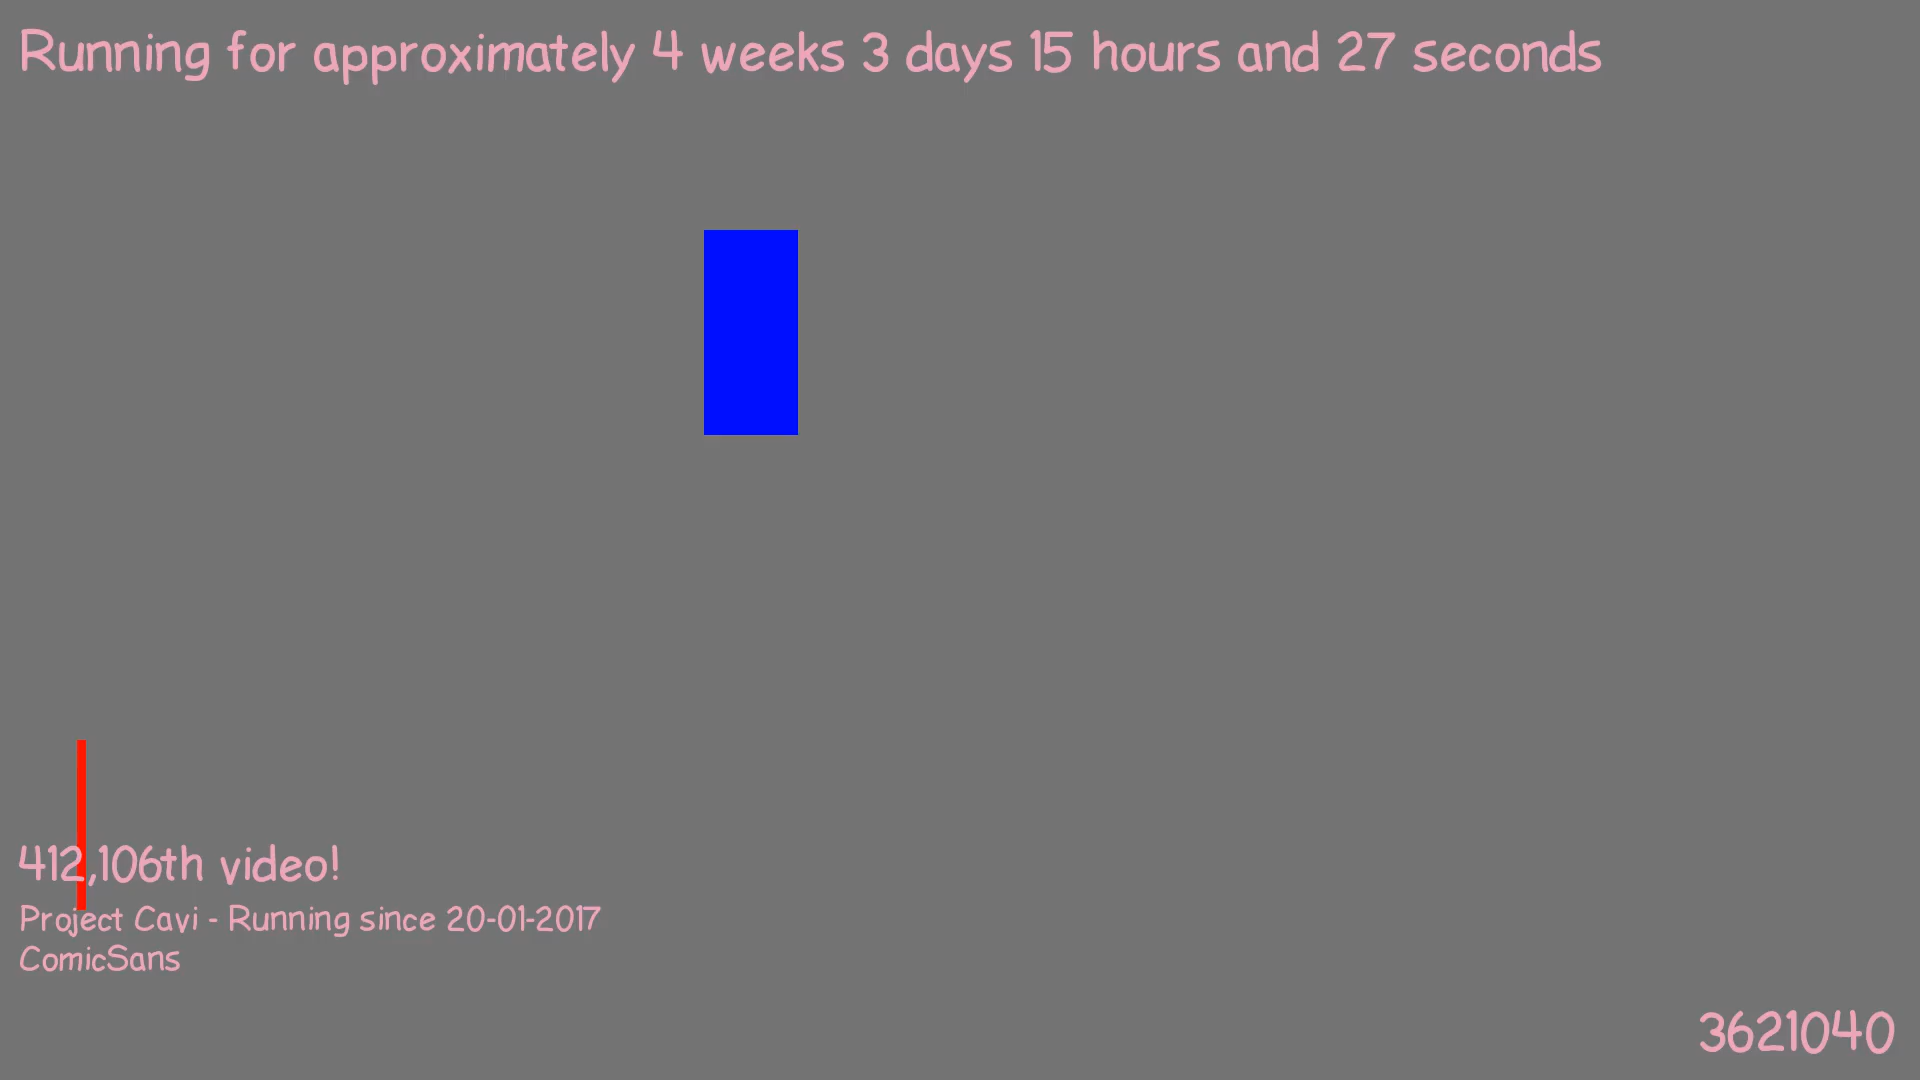 Running for approximately 4 weeks 3 days 15 hours and 27 seconds
412,106th video!
Project Cavi - Running since 20-01-2017
ComicSans
3621040